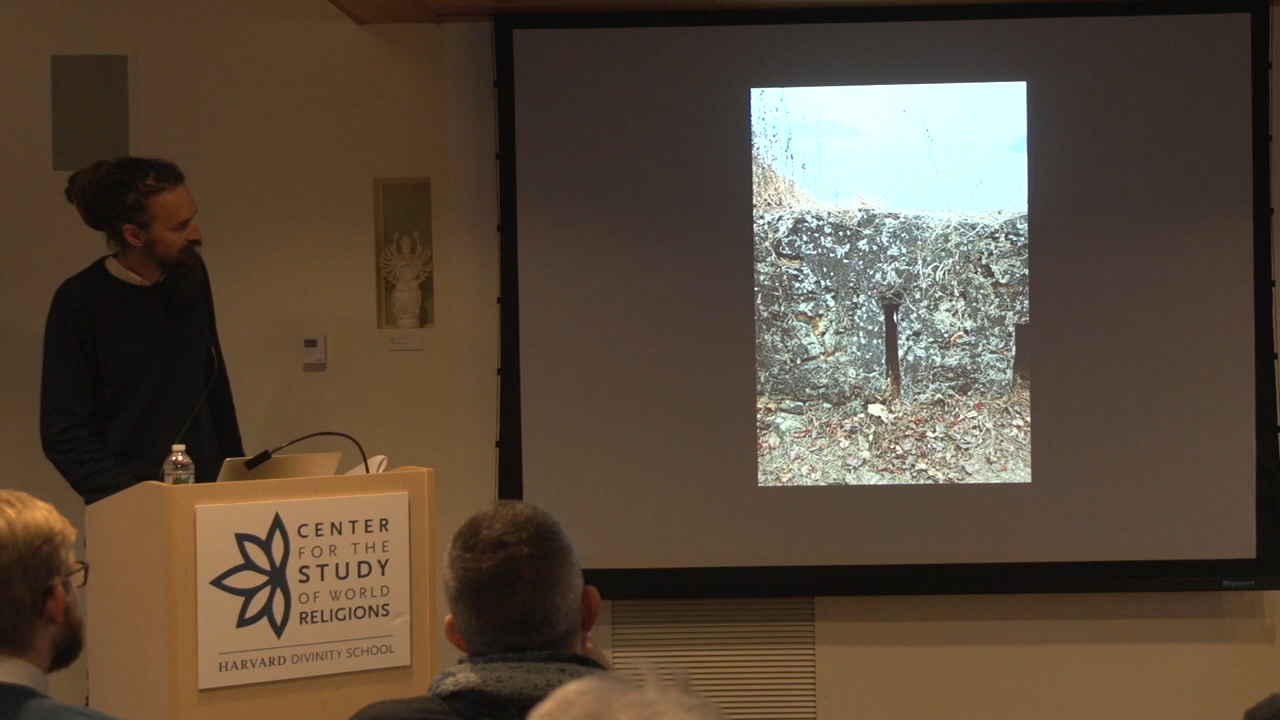 CENTER
FOR THE
STUDY
OF WORLD
RELIGIONS
HARVARD DIVINITY SCHOOL